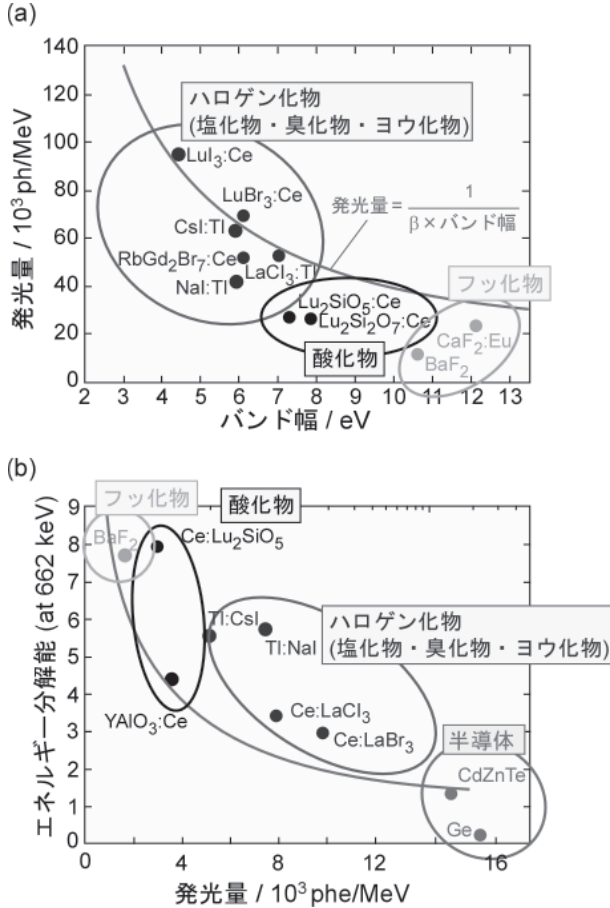 (a)
140
120
100
80
60
40
20
0
発光量 / 10³ ph/MeV
ハロゲン化物
(塩化物・臭化物・ヨウ化物)
LuI₃:Ce
LuBr₃:Ce
CsI:Tl
RbGd₂Br₇:Ce
LaCl₃:Tl
NaI:Tl
発光量= 1
β×バンド幅
フッ化物
Lu₂SiO₅:Ce
Lu₂Si₂O₇:Ce
CaF₂:Eu
BaF₂
酸化物
2 3 4 5 6 7 8 9 10 11 12 13
バンド幅 / eV
(b)
9
8
7
6
5
4
3
2
1
0
エネルギー分解能 (at 662 keV)
フッ化物
酸化物
BaF₂
Ce:Lu₂SiO₅
Tl:CsI
Tl:NaI
ハロゲン化物
(塩化物・臭化物・ヨウ化物)
YAlO₃:Ce
Ce:LaCl₃
Ce:LaBr₃
半導体
CdZnTe
Ge
0 4 8 12 16
発光量 / 10³ phe/MeV